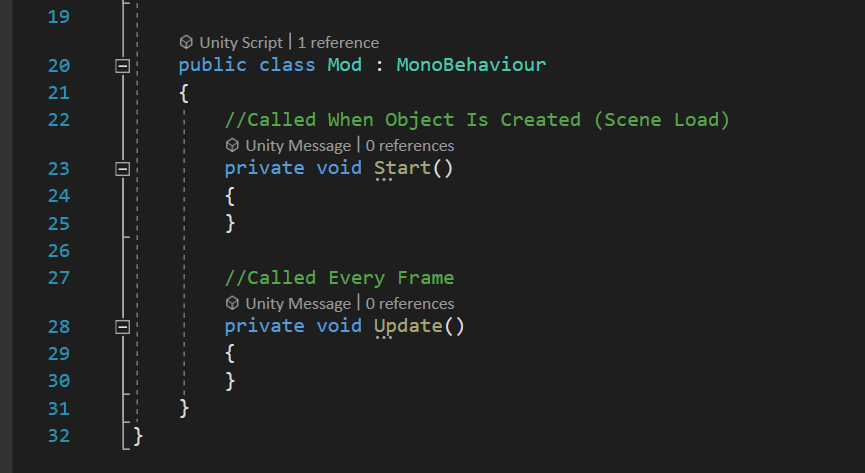 19
Unity Script | 1 reference
20 public class Mod : MonoBehaviour
21 {
22 //Called When Object Is Created (Scene Load)
Unity Message | 0 references
23 private void Start()
24 {
25 }
26
27 //Called Every Frame
Unity Message | 0 references
28 private void Update()
29 {
30 }
31 }
32 }